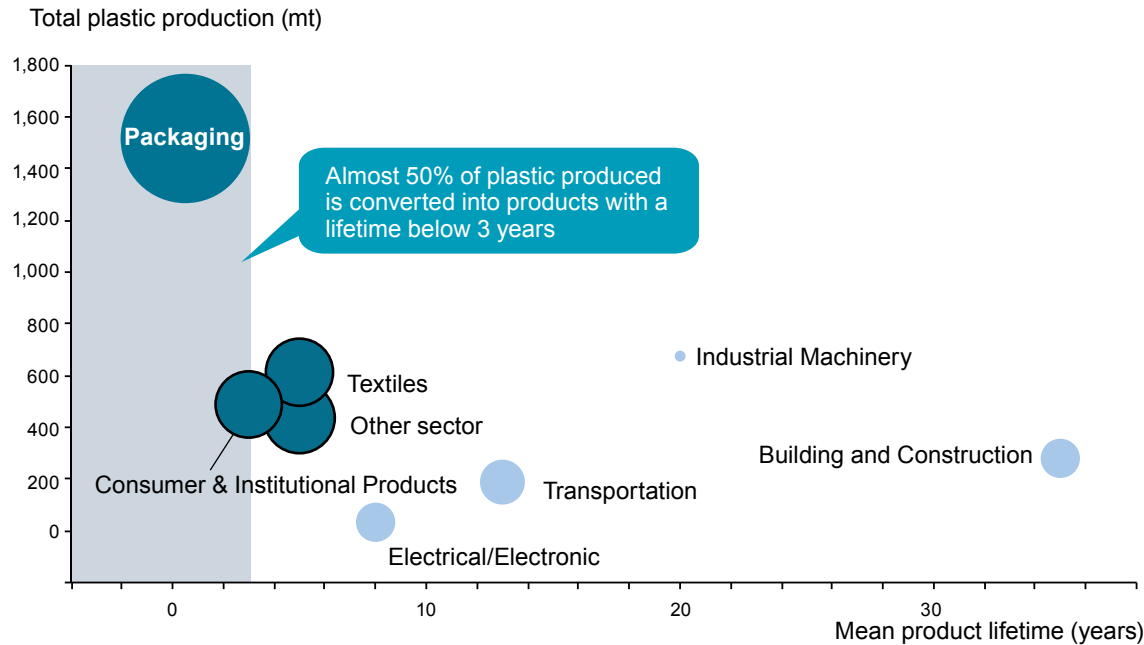 Total plastic production (mt)
1,800
1,600
1,400
1,200
1,000
800
600
400
200
0
Packaging
Almost 50% of plastic produced
is converted into products with a
lifetime below 3 years
Industrial Machinery
Textiles
Other sector
Building and Construction
Consumer & Institutional Products
Transportation
Electrical/Electronic
0
10
20
30
Mean product lifetime (years)